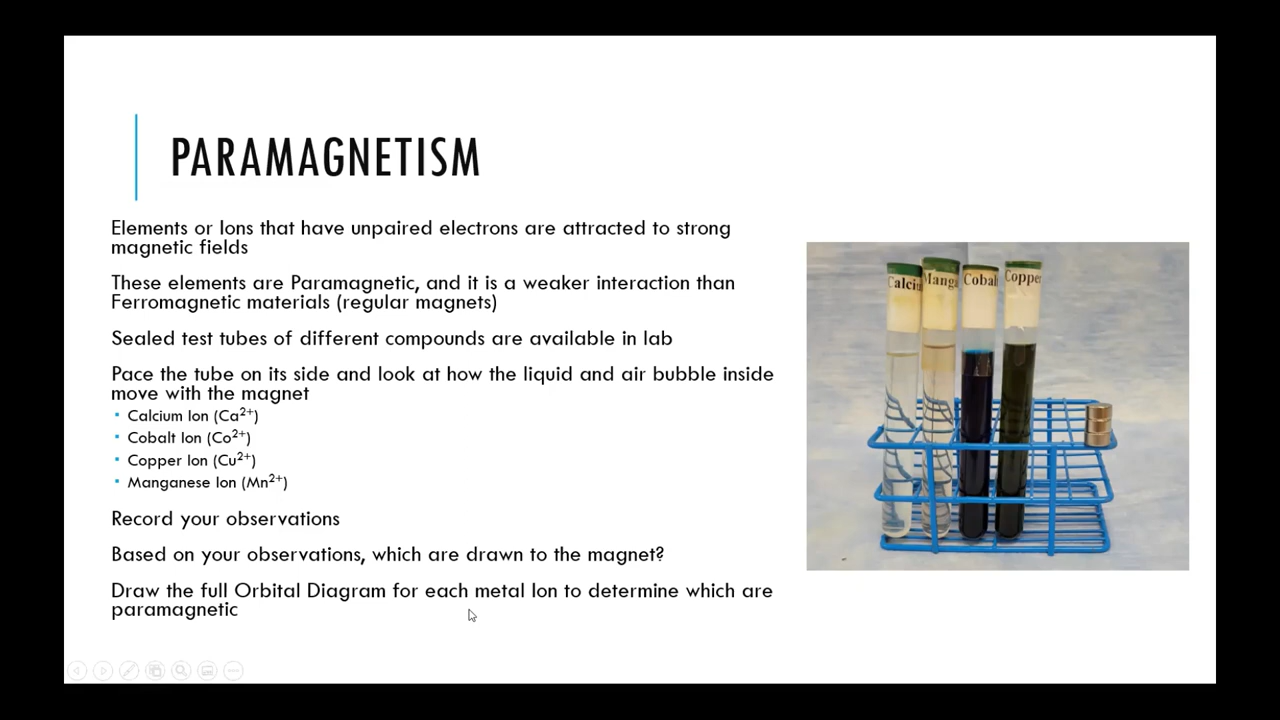 PARAMAGNETISM
Elements or Ions that have unpaired electrons are attracted to strong
magnetic fields
These elements are Paramagnetic, and it is a weaker interaction than
Ferromagnetic materials (regular magnets)
Sealed test tubes of different compounds are available in lab
Pace the tube on its side and look at how the liquid and air bubble inside
move with the magnet
▪ Calcium Ion (Ca²⁺)
▪ Cobalt Ion (Co²⁺)
▪ Copper Ion (Cu²⁺)
▪ Manganese Ion (Mn²⁺)
Record your observations
Based on your observations, which are drawn to the magnet?
Draw the full Orbital Diagram for each metal Ion to determine which are
paramagnetic
Calciu Manga Cobal Coppe